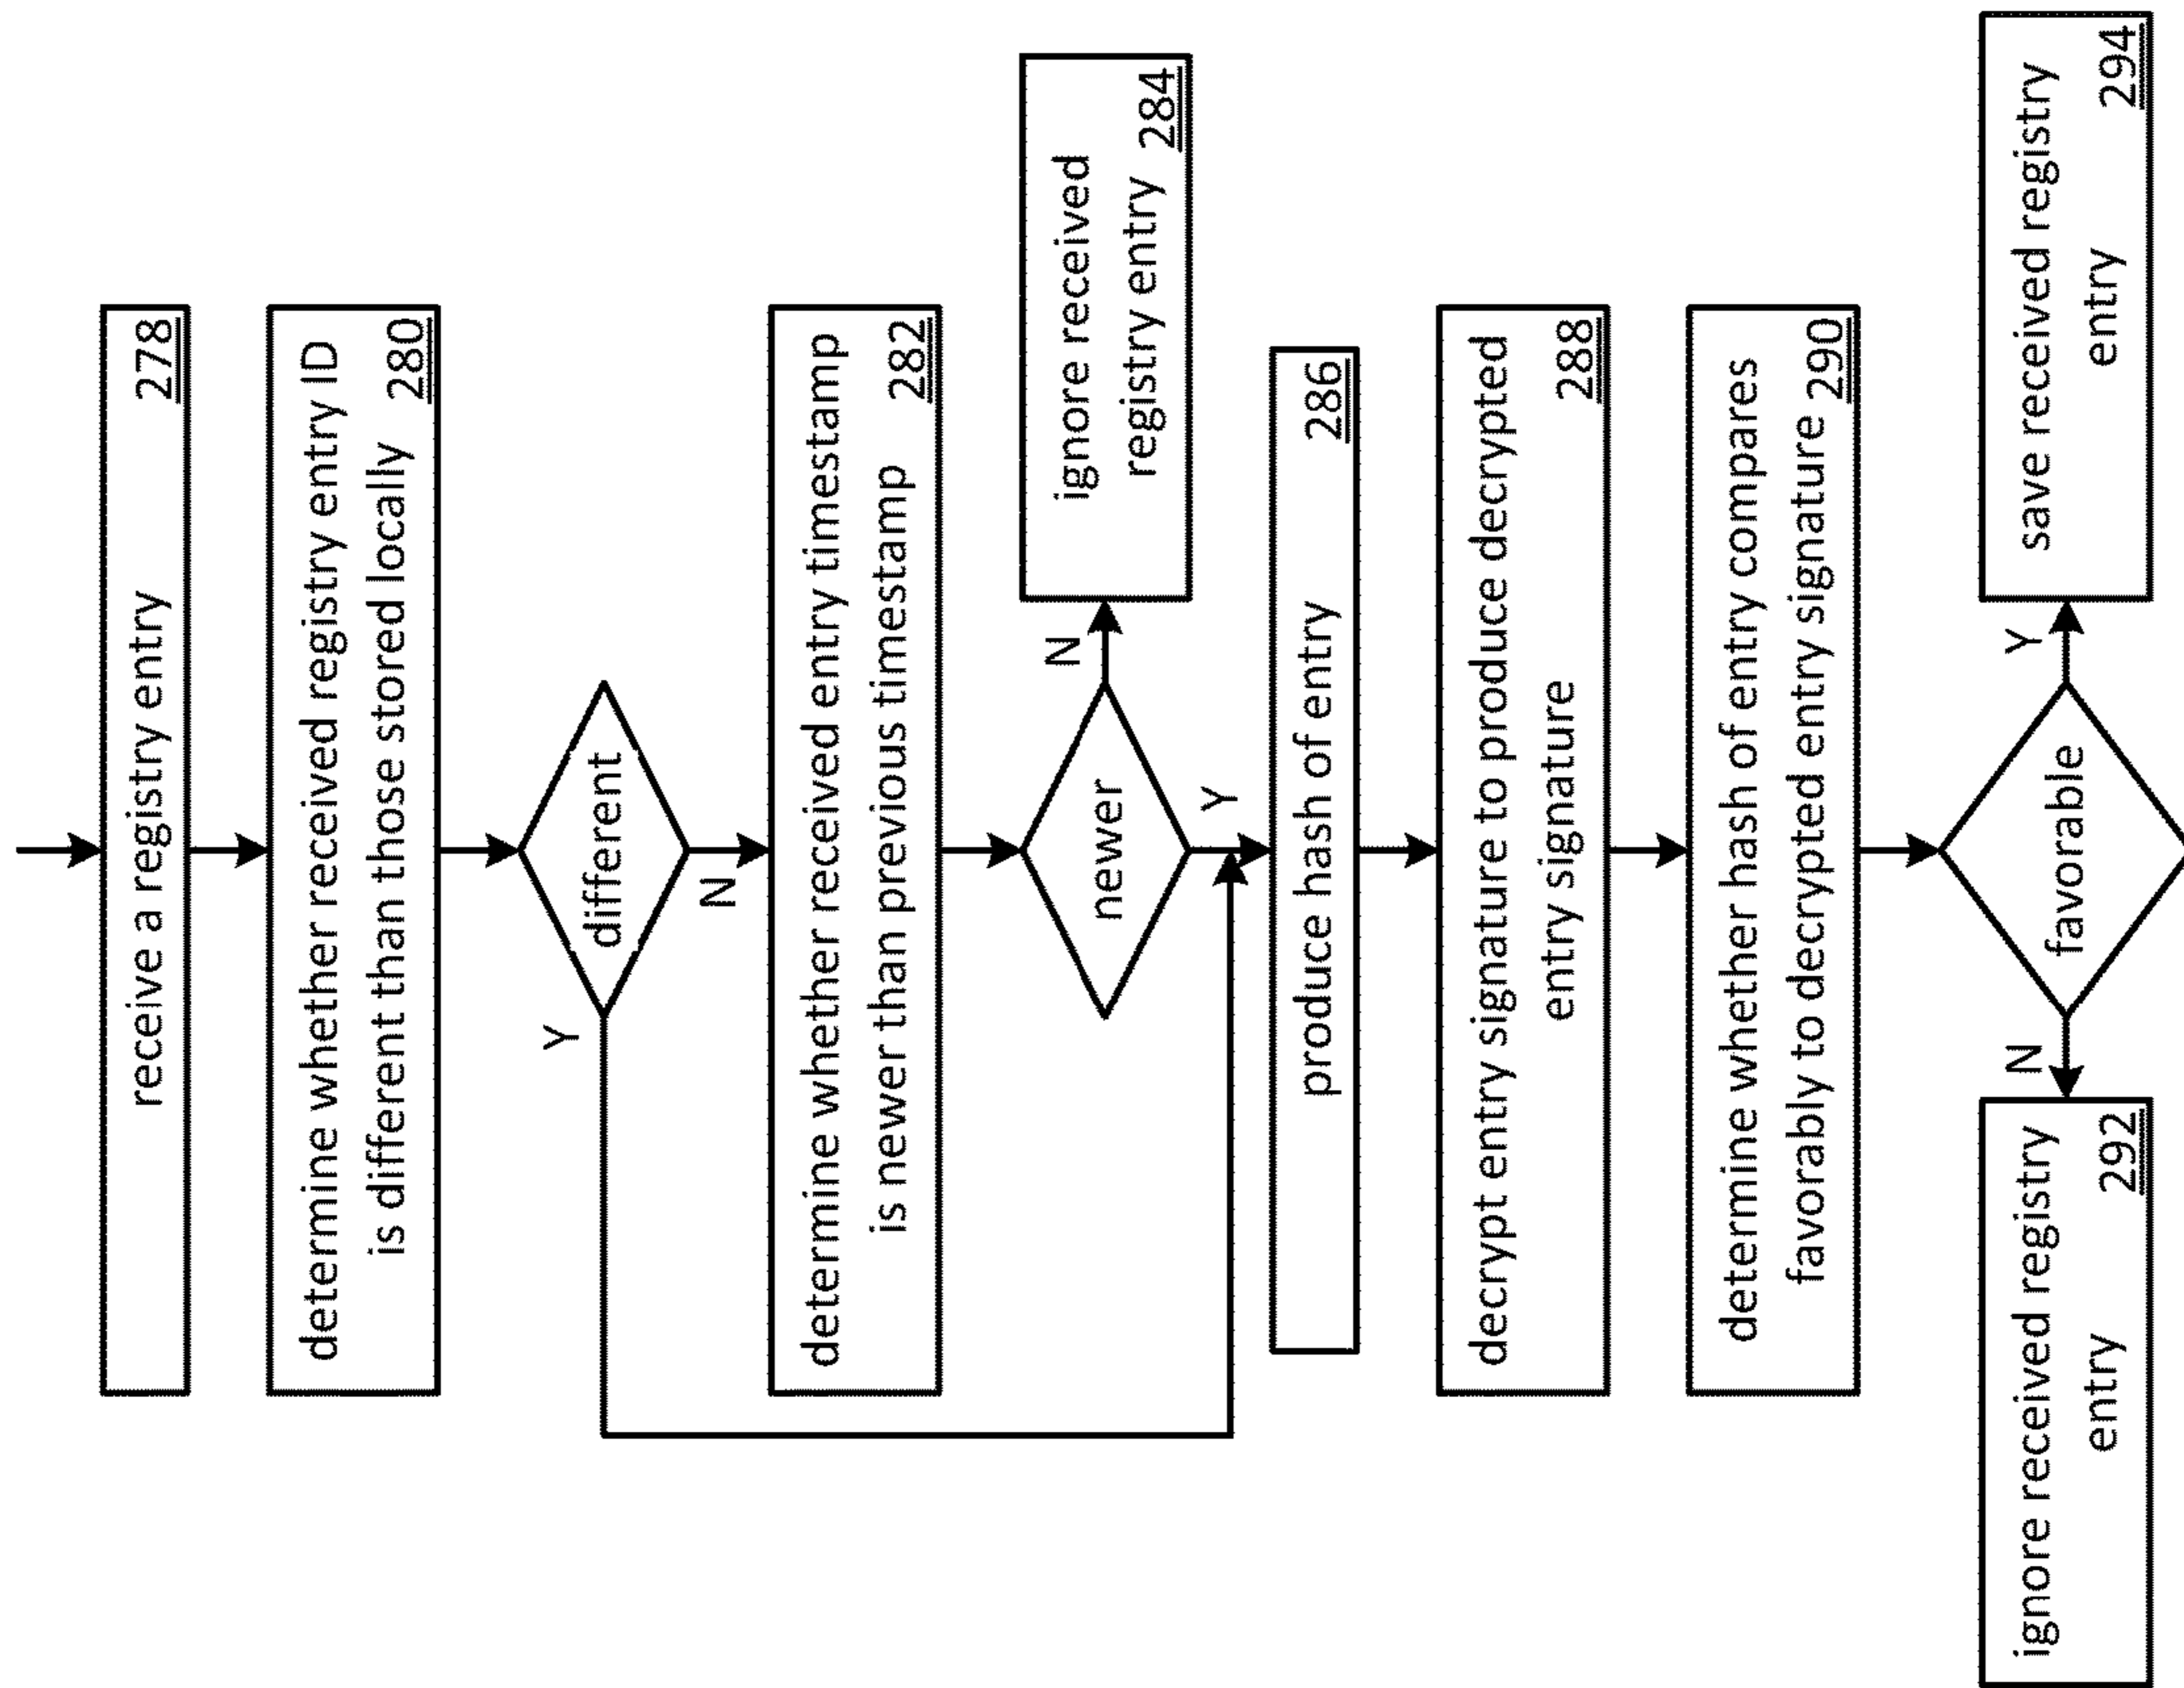 receive a registry entry 278
determine whether received registry entry ID
is different than those stored locally 280
different
Y
N
determine whether received entry timestamp
is newer than previous timestamp 282
newer
N
ignore received
registry entry 284
Y
produce hash of entry 286
decrypt entry signature to produce decrypted
entry signature 288
determine whether hash of entry compares
favorably to decrypted entry signature 290
favorable
N
Y
ignore received registry
entry 292
save received registry
entry 294